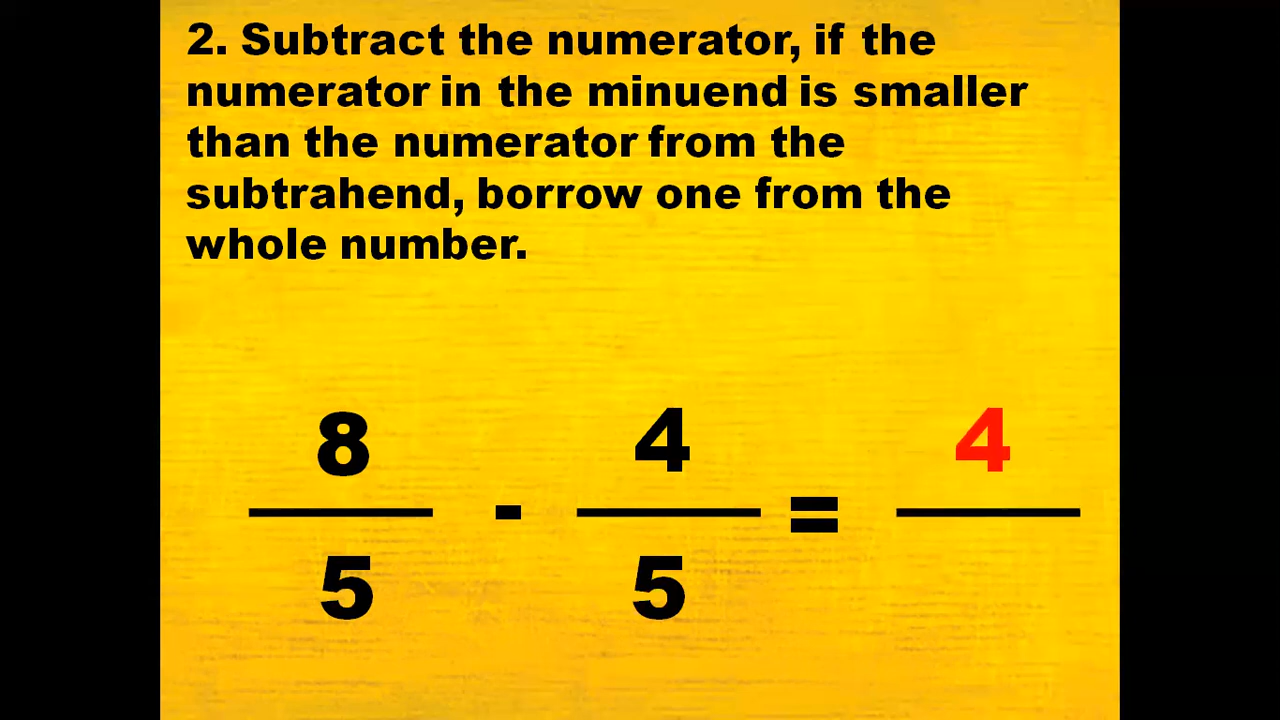 2. Subtract the numerator, if the
numerator in the minuend is smaller
than the numerator from the
subtrahend, borrow one from the
whole number.
8 4 4
- =
5 5